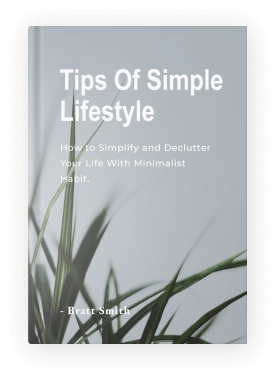 Tips Of Simple
Lifestyle
How to Simplify and Declutter
Your Life With Minimalist
Habit.
- Bratt Smith